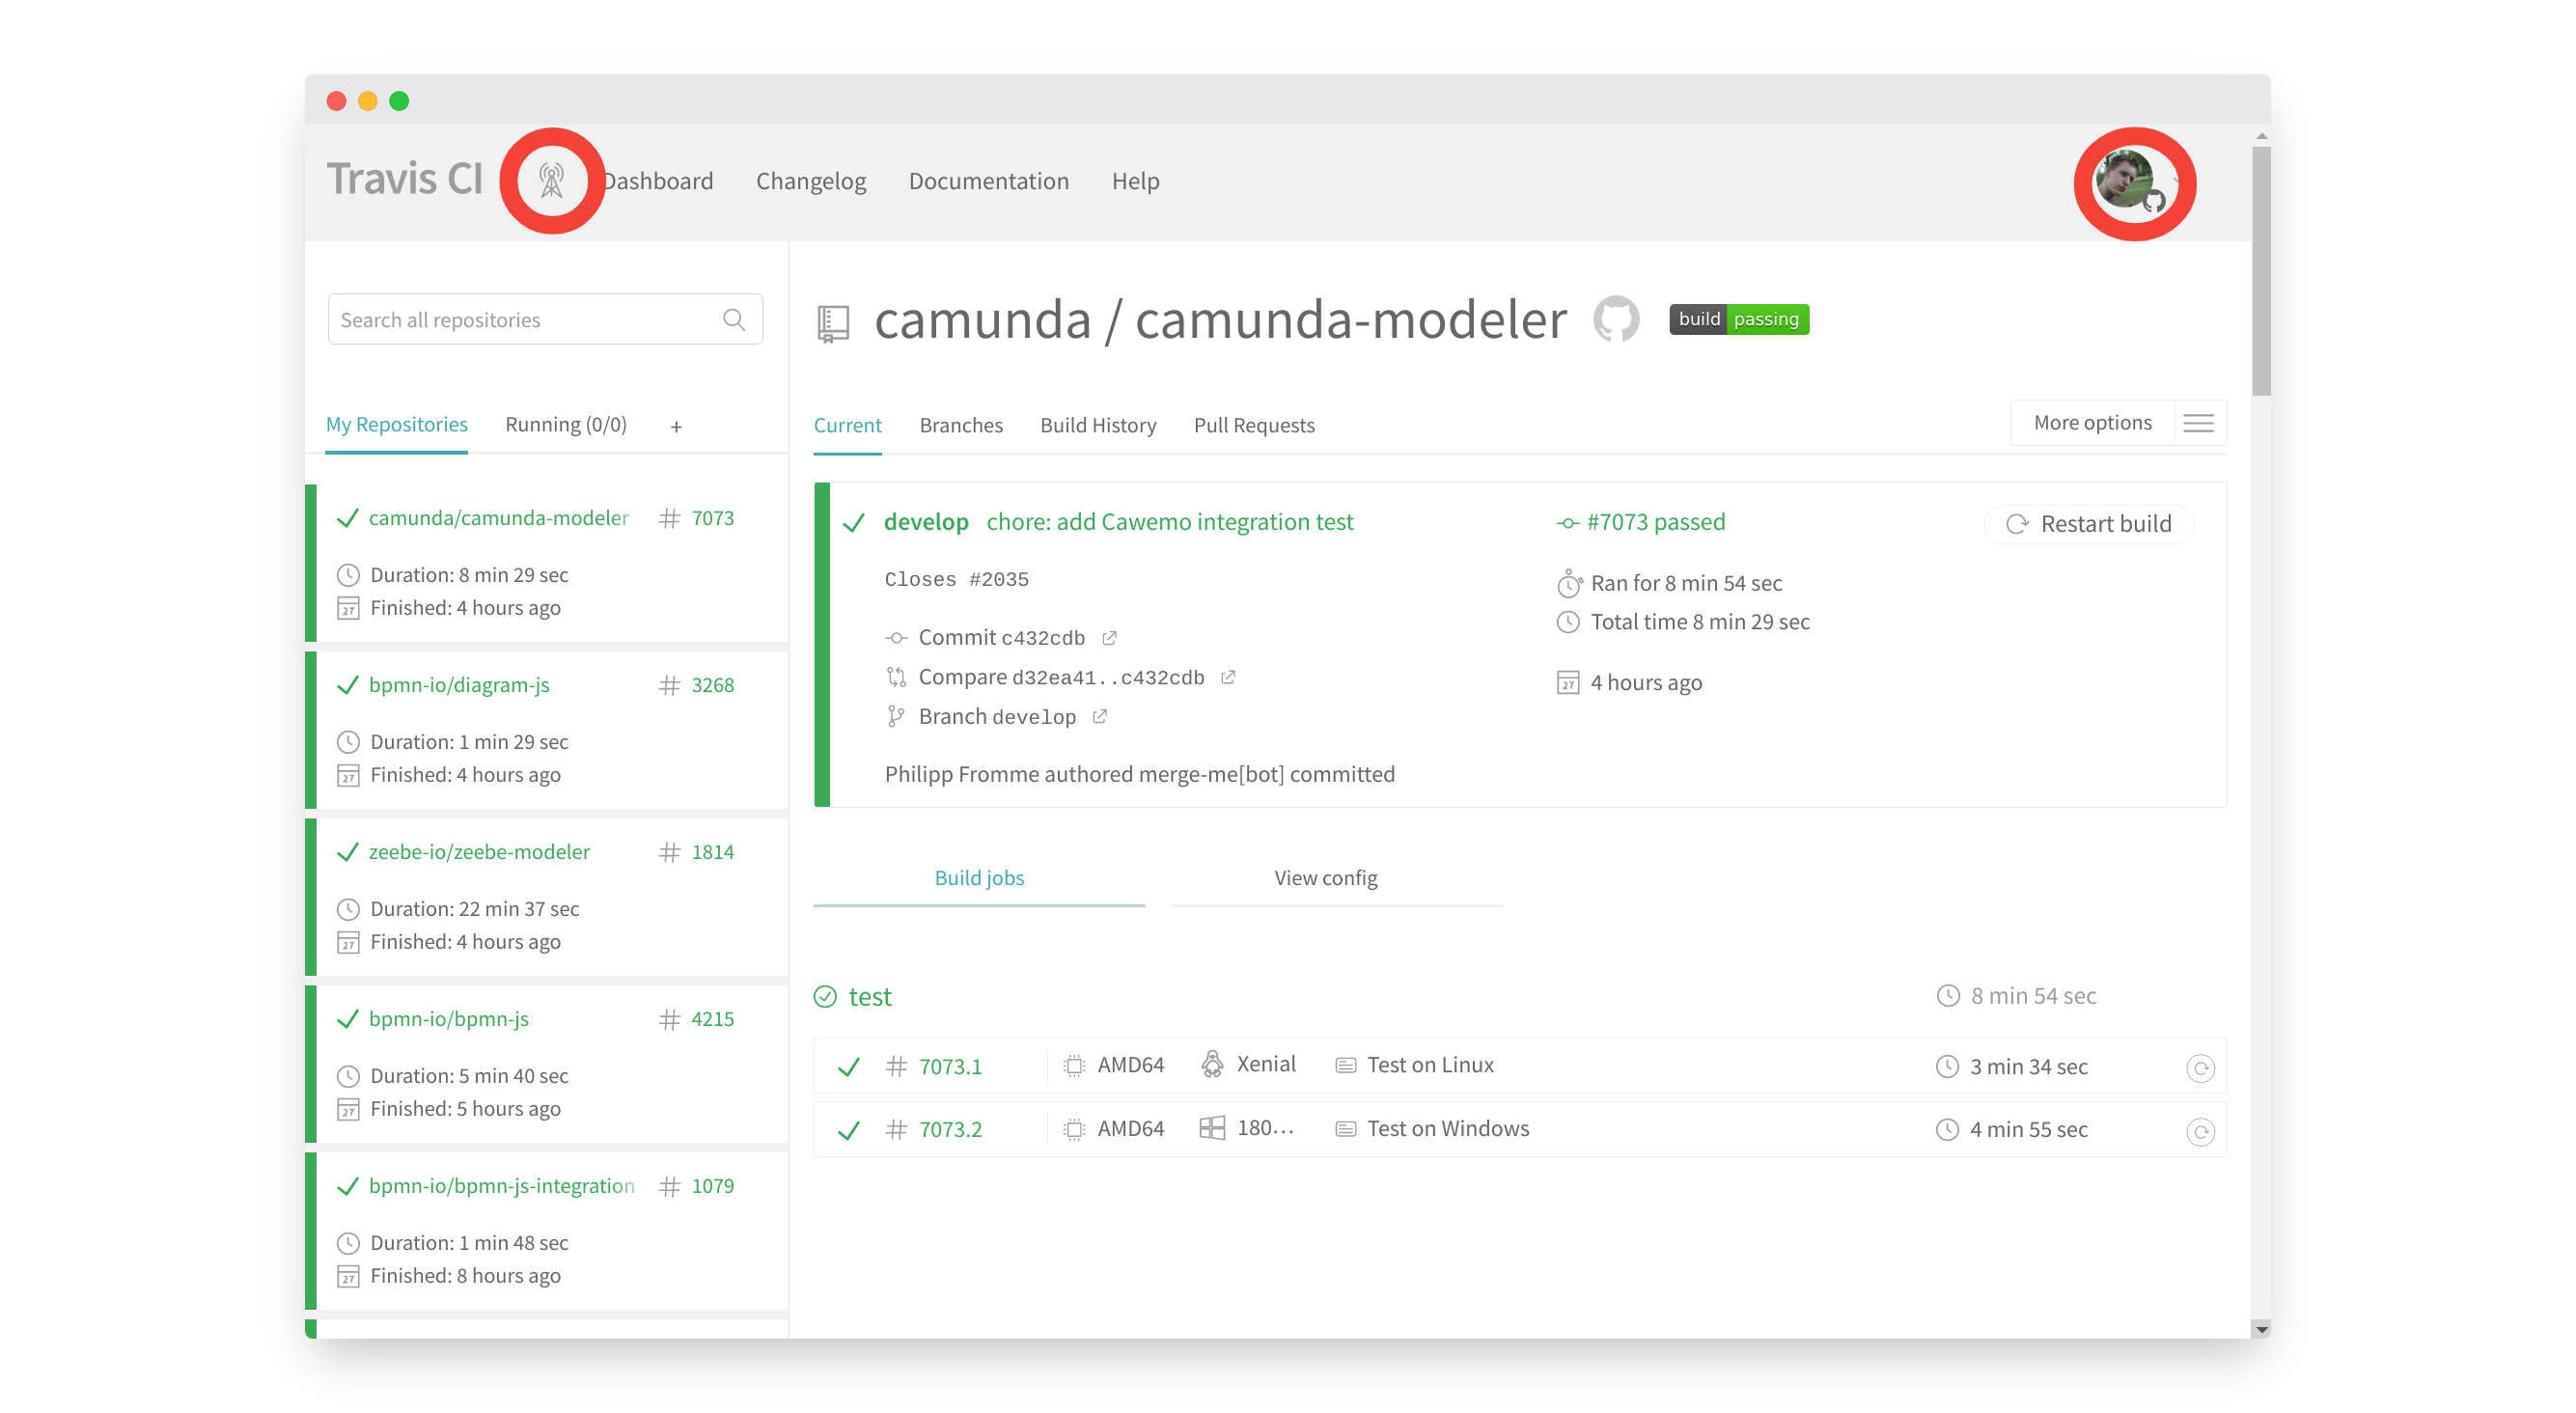 Travis CI
Dashboard
Changelog
Documentation
Help
Search all repositories
My Repositories
Running (0/0)
+
camunda/camunda-modeler # 7073
Duration: 8 min 29 sec
27 Finished: 4 hours ago
bpmn-io/diagram-js # 3268
Duration: 1 min 29 sec
27 Finished: 4 hours ago
zeebe-io/zeebe-modeler # 1814
Duration: 22 min 37 sec
27 Finished: 4 hours ago
bpmn-io/bpmn-js # 4215
Duration: 5 min 40 sec
27 Finished: 5 hours ago
bpmn-io/bpmn-js-integration # 1079
Duration: 1 min 48 sec
27 Finished: 8 hours ago
camunda / camunda-modeler
build passing
Current
Branches
Build History
Pull Requests
More options
develop chore: add Cawemo integration test
Closes #2035
Commit c432cdb
Compare d32ea41..c432cdb
Branch develop
Philipp Fromme authored merge-me[bot] committed
#7073 passed
Ran for 8 min 54 sec
Total time 8 min 29 sec
27 4 hours ago
Restart build
Build jobs
View config
test
8 min 54 sec
# 7073.1 AMD64 Xenial Test on Linux 3 min 34 sec
# 7073.2 AMD64 180... Test on Windows 4 min 55 sec